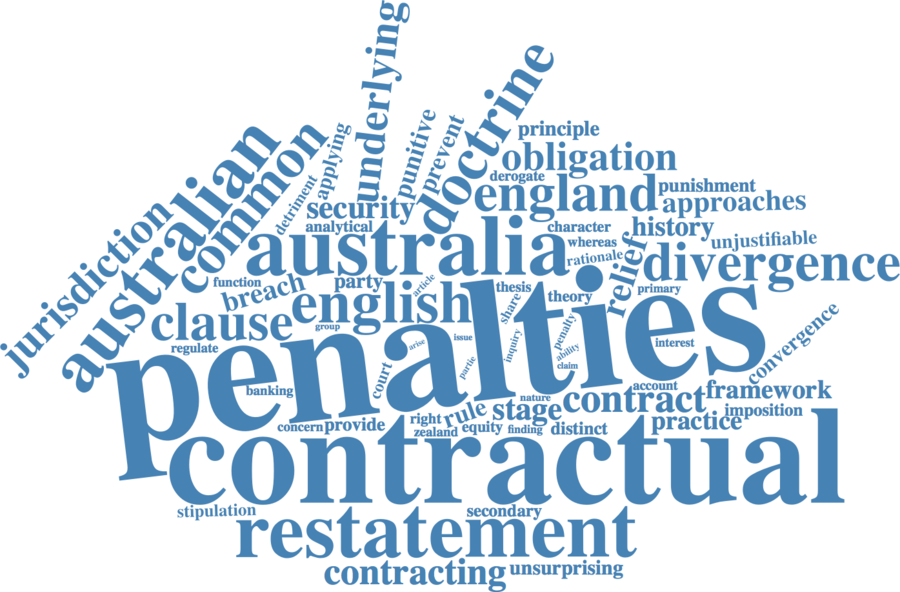 underlying
doctrine
australian
common
jurisdiction
applying
detriment
punitive
prevent
principle
obligation
derogate
england
punishment
approaches
security
analytical
australia
character
whereas
rationale
history
unjustifiable
relief
divergence
function
breach
party
article
english
thesis
share
theory
primary
clause
group
regulate
penalties
arise
issue
partie
inquiry
penalty
ability
claim
interest
convergence
banking
court
nature
account
contract
framework
concern
provide
right
rule
stage
practice
imposition
zealand
equity
finding
distinct
contractual
stipulation
secondary
restatement
contracting
unsurprising